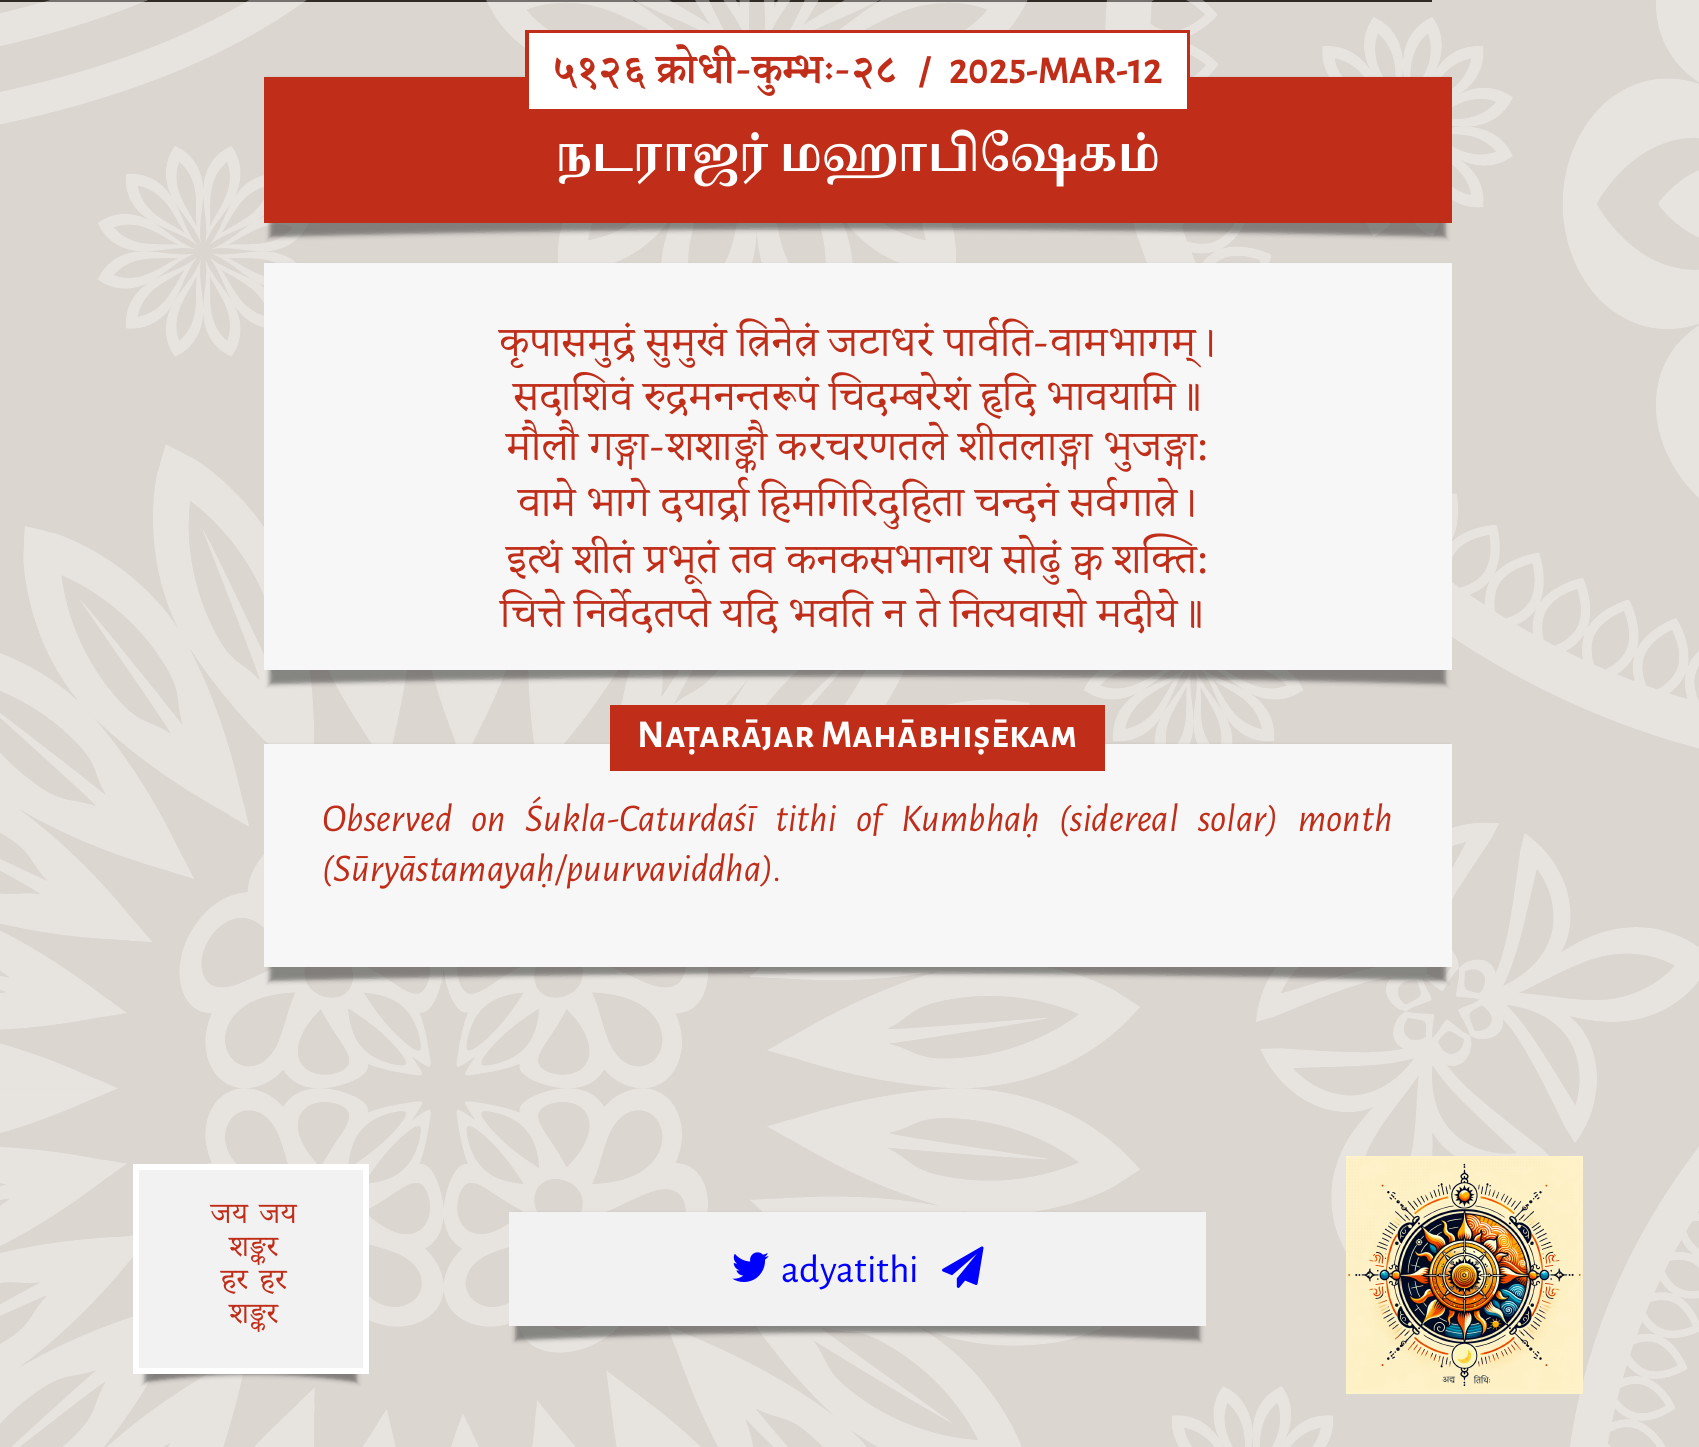 ५१२६ क्रोधी-कुम्भः-२८ / 2025-MAR-12
நடராஜர் மஹாபிஷேகம்
कृपासमुद्रं सुमुखं त्रिनेत्रं जटाधरं पार्वति-वामभागम्।
सदाशिवं रुद्रमनन्तरूपं चिदम्बरेशं हृदि भावयामि॥
मौलौ गङ्गा-शशाङ्कौ करचरणतले शीतलाङ्गा भुजङ्गा:
वामे भागे दयार्द्रा हिमगिरिदुहिता चन्दनं सर्वगात्रे।
इत्थं शीतं प्रभूतं तव कनकसभानाथ सोढुं क्व शक्ति:
चित्ते निर्वेदतप्ते यदि भवति न ते नित्यवासो मदीये॥
Naṭarājar Mahābhiṣēkam
Observed on Śukla-Caturdaśī tithi of Kumbhaḥ (sidereal solar) month
(Sūryāstamayaḥ/puurvaviddha).
जय जय
शङ्कर
हर हर
शङ्कर
adyatithi
अद्य तिथिः